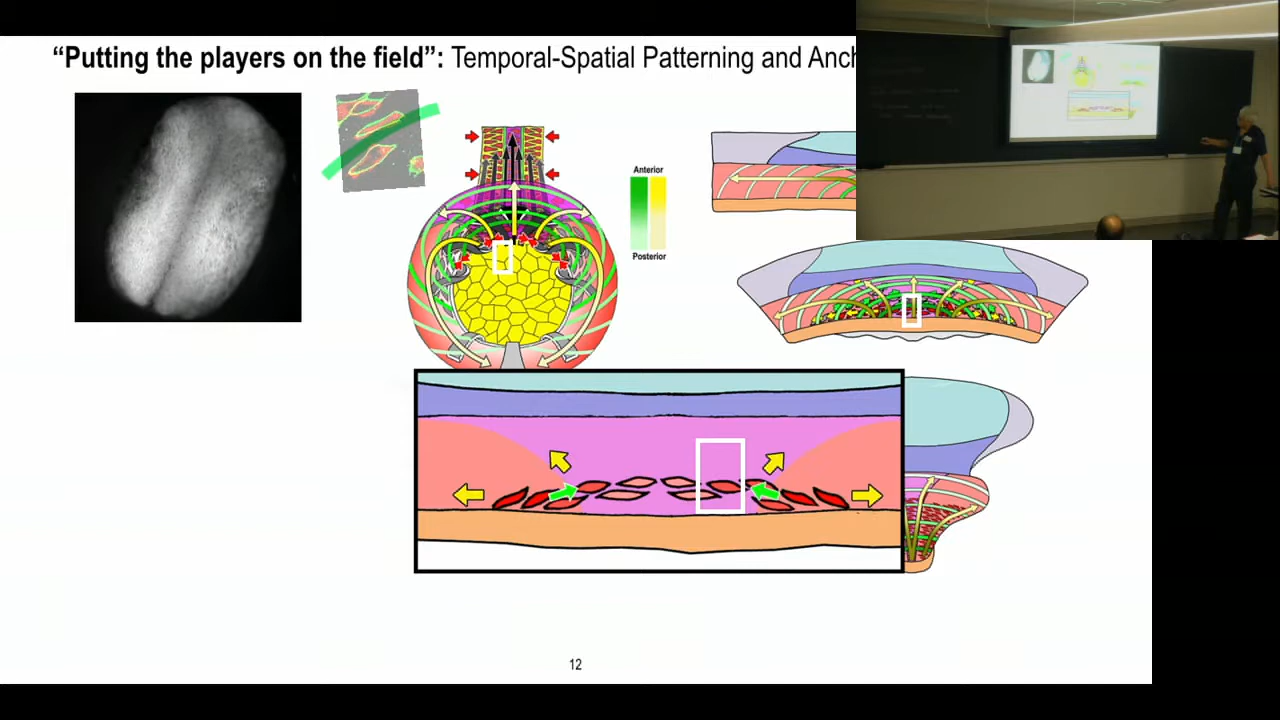 “Putting the players on the field”: Temporal-Spatial Patterning and Anch
Anterior
Posterior
12